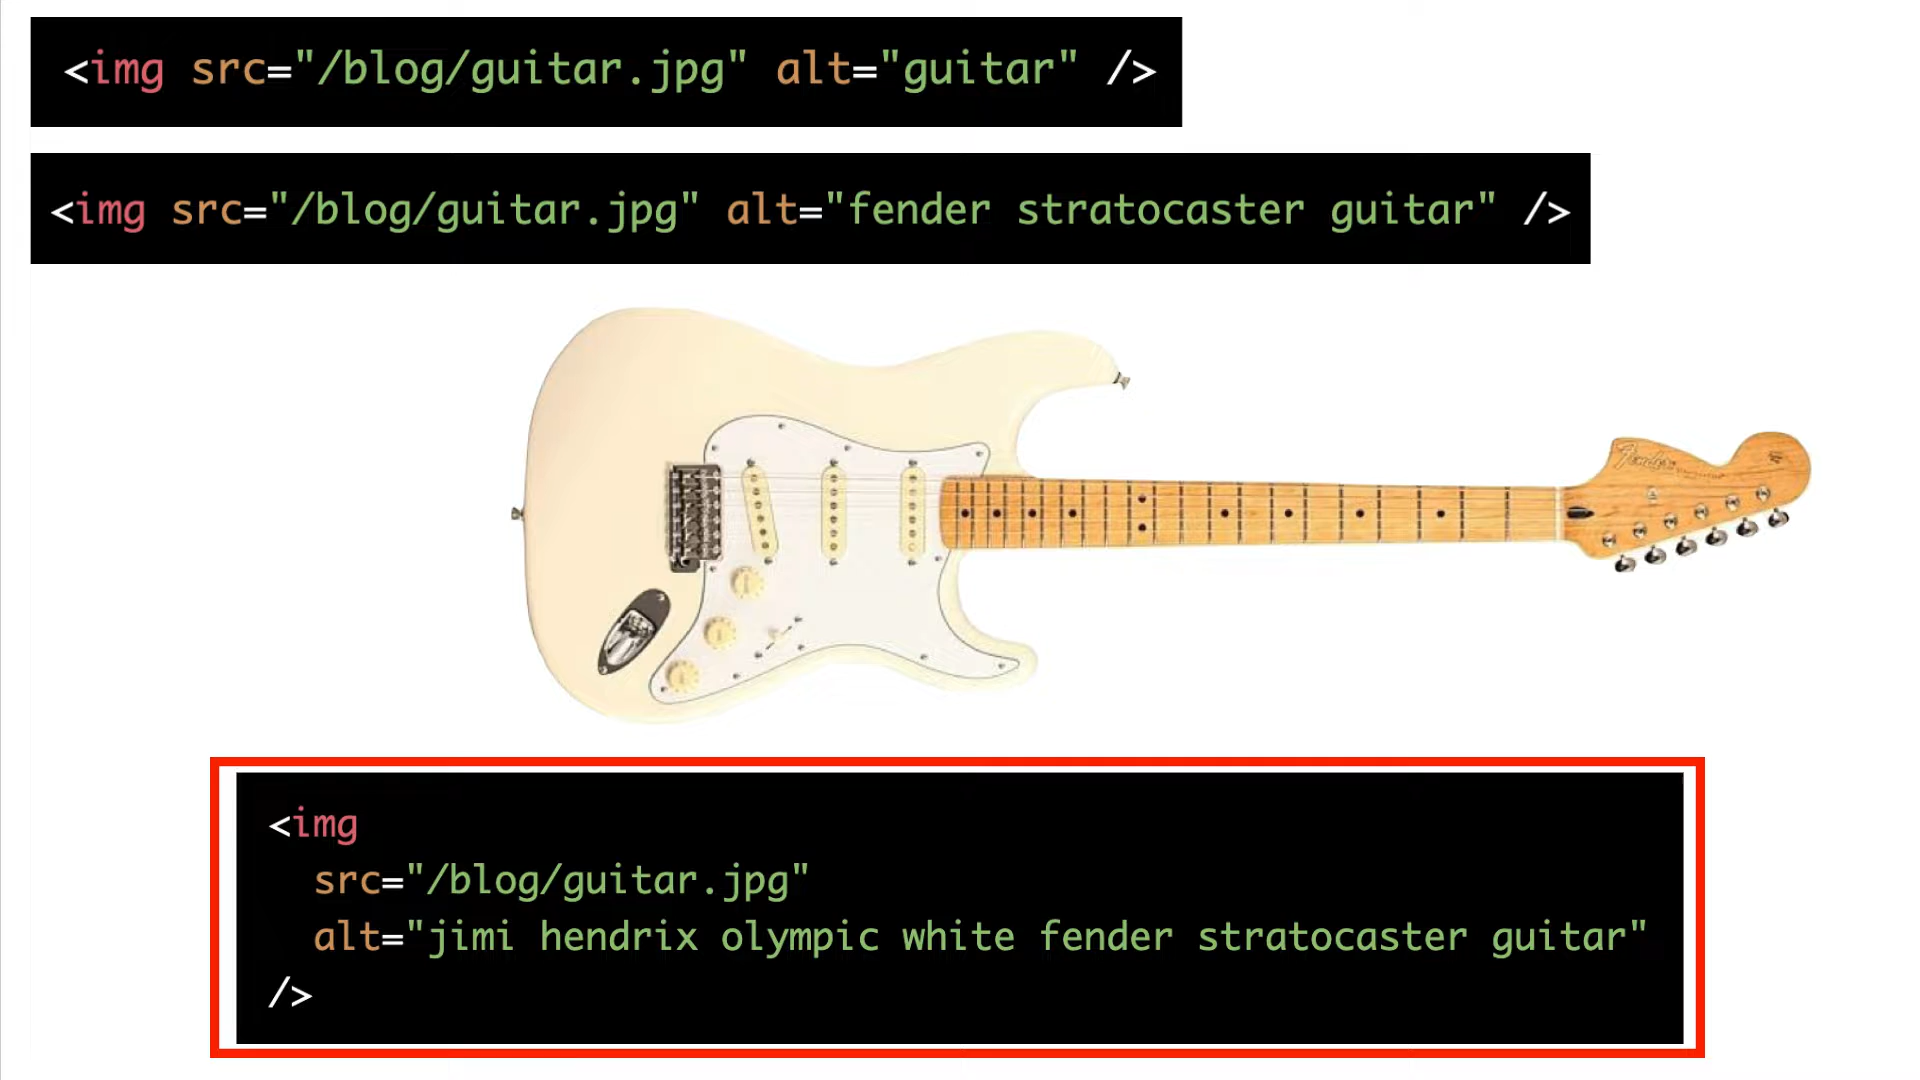 <img src="/blog/guitar.jpg" alt="guitar" />
<img src="/blog/guitar.jpg" alt="fender stratocaster guitar" />
Fender
<img
src="/blog/guitar.jpg"
alt="jimi hendrix olympic white fender stratocaster guitar"
/>